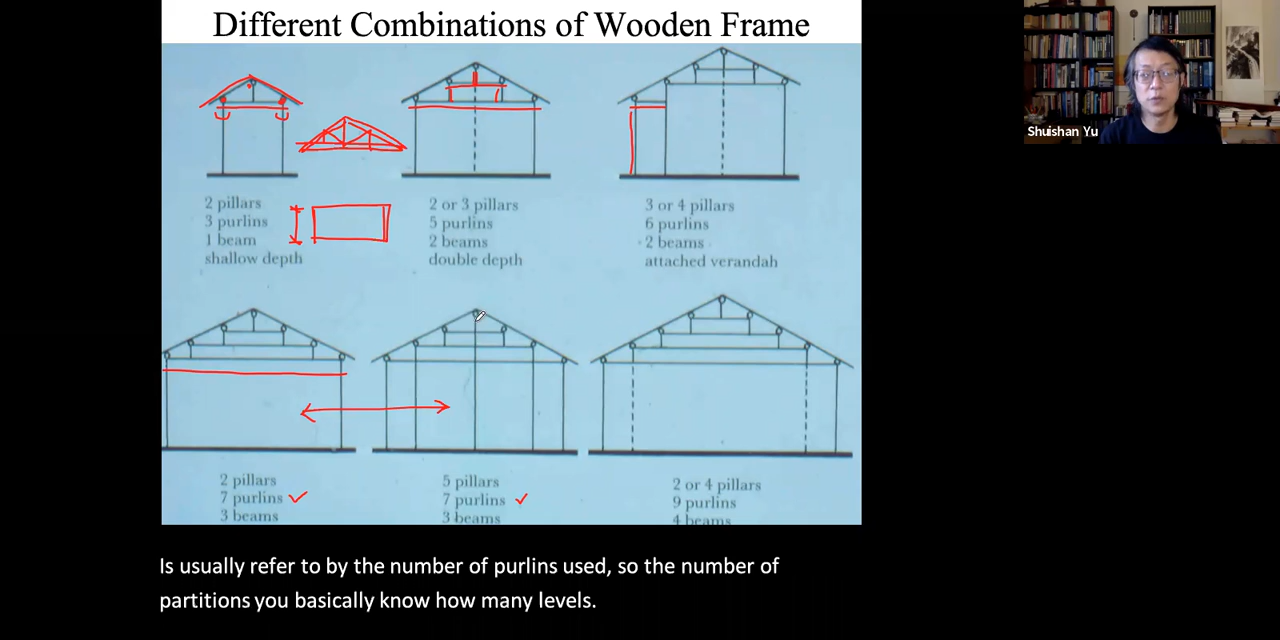 Different Combinations of Wooden Frame
Shuishan Yu
2 pillars
3 purlins
1 beam
shallow depth
2 or 3 pillars
5 purlins
2 beams
double depth
3 or 4 pillars
6 purlins
2 beams
attached verandah
2 pillars
7 purlins
3 beams
5 pillars
7 purlins
3 beams
2 or 4 pillars
9 purlins
4 beams
Is usually refer to by the number of purlins used, so the number of
partitions you basically know how many levels.